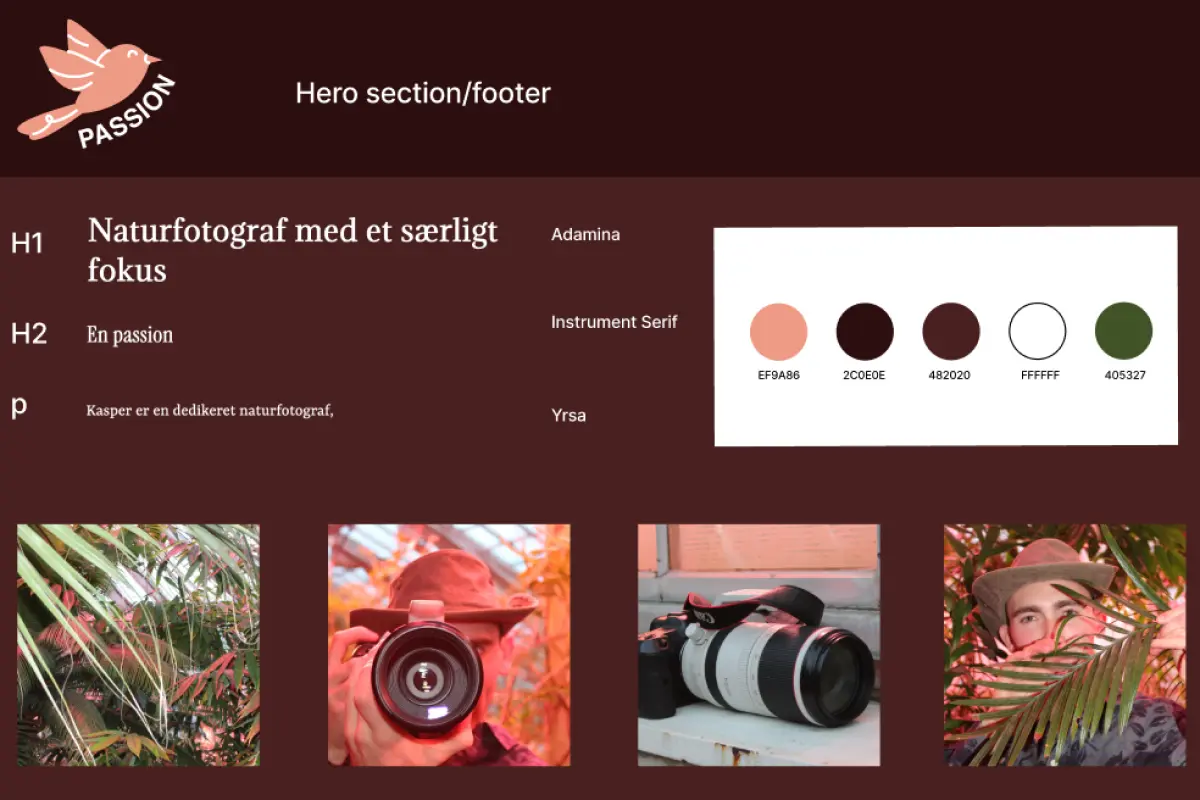 PASSION
Hero section/footer
H1
Naturfotograf med et særligt
fokus
Adamina
H2
En passion
Instrument Serif
p
Kasper er en dedikeret naturfotograf,
Yrsa
EF9A86
2C0E0E
482020
FFFFFF
405327